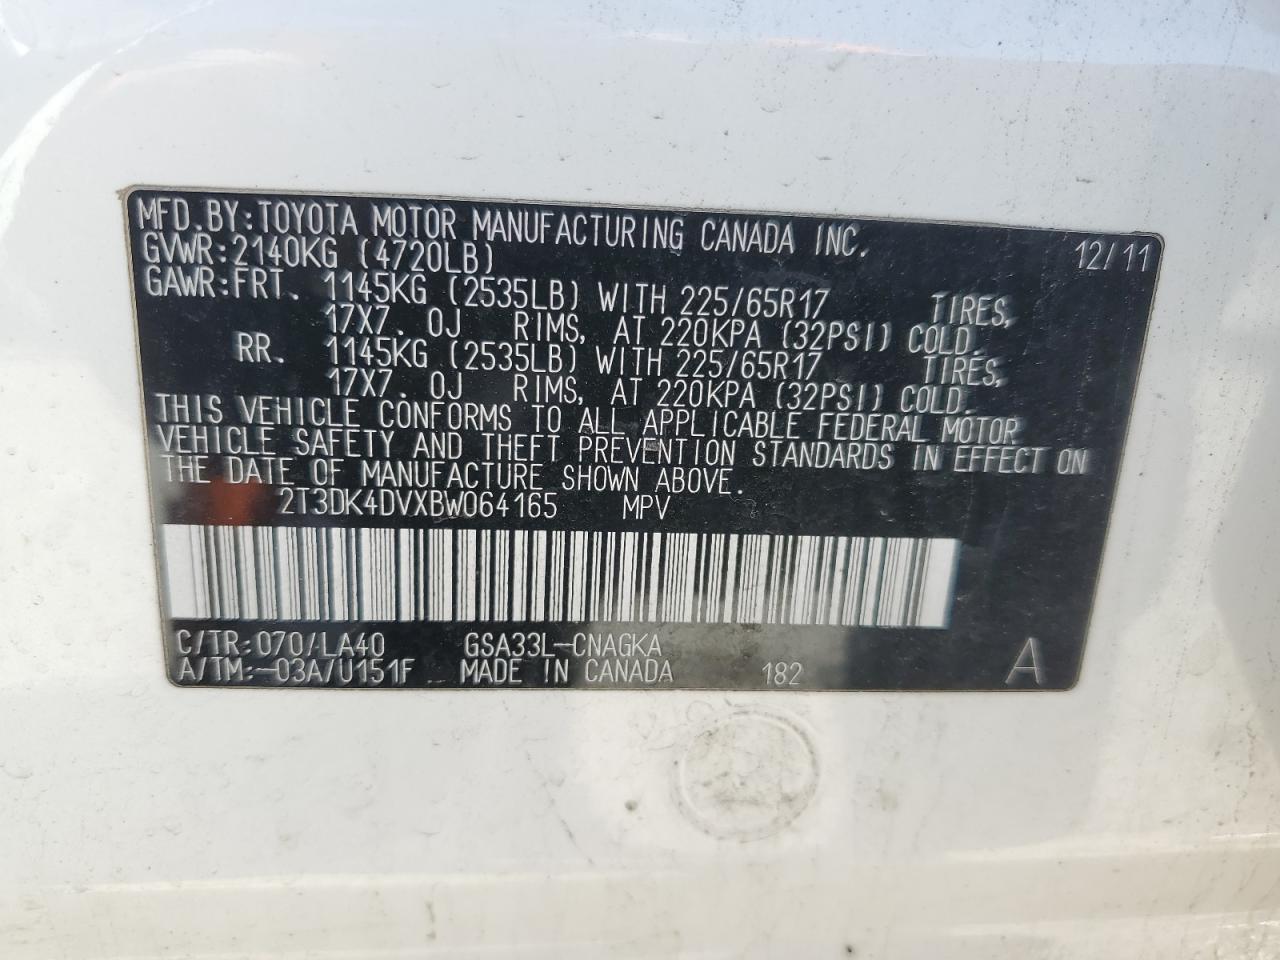 MFD.BY:TOYOTA MOTOR MANUFACTURING CANADA INC. 12/11
GVWR:2140KG (4720LB)
GAWR:FRT. 1145KG (2535LB) WITH 225/65R17 TIRES,
17X7.0J RIMS, AT 220KPA (32PSI) COLD.
RR. 1145KG (2535LB) WITH 225/65R17 TIRES,
17X7.0J RIMS, AT 220KPA (32PSI) COLD.
THIS VEHICLE CONFORMS TO ALL APPLICABLE FEDERAL MOTOR
VEHICLE SAFETY AND THEFT PREVENTION STANDARDS IN EFFECT ON
THE DATE OF MANUFACTURE SHOWN ABOVE.
2T3DK4DVXBW064165 MPV
C/TR:070/LA40 GSA33L-CNAGKA
A/TM:-03A/U151F MADE IN CANADA 182 A